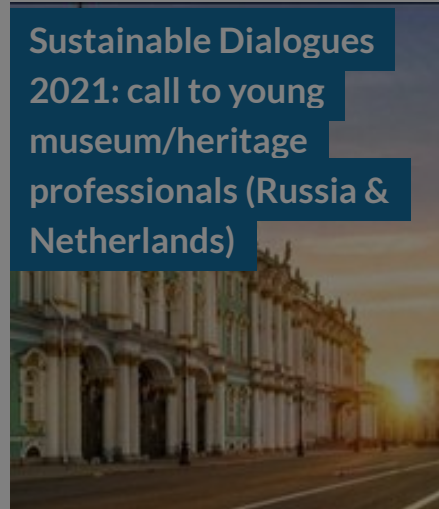 Sustainable Dialogues
2021: call to young
museum/heritage
professionals (Russia &
Netherlands)